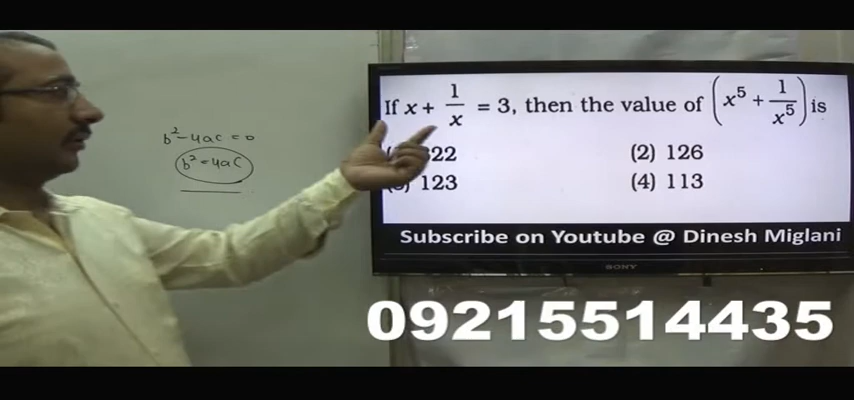 b² - 4ac = 0
b² = 4ac
If x + 1/x = 3, then the value of (x⁵ + 1/x⁵) is
22
(2) 126
123
(4) 113
Subscribe on Youtube @ Dinesh Miglani
SONY
09215514435